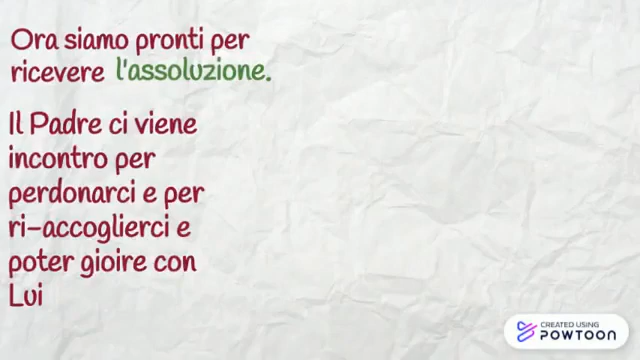 Ora siamo pronti per
ricevere l'assoluzione.
Il Padre ci viene
incontro per
perdonarci e per
ri-accoglierci e
poter gioire con
Lui
CREATED USING
POWTOON